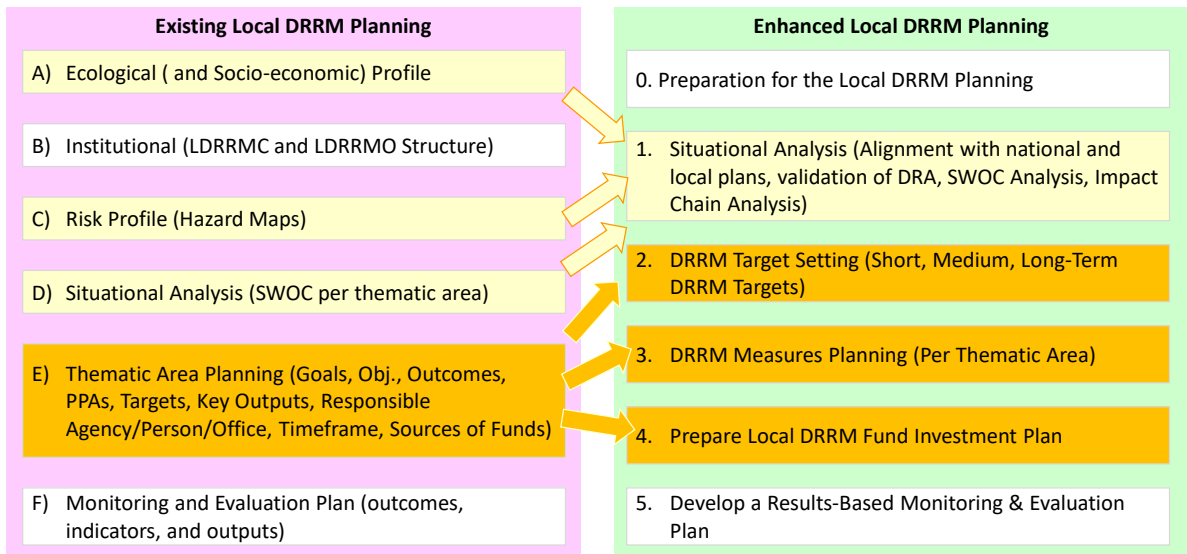 Existing Local DRRM Planning
A) Ecological ( and Socio-economic) Profile
B) Institutional (LDRRMC and LDRRMO Structure)
C) Risk Profile (Hazard Maps)
D) Situational Analysis (SWOC per thematic area)
E) Thematic Area Planning (Goals, Obj., Outcomes,
PPAs, Targets, Key Outputs, Responsible
Agency/Person/Office, Timeframe, Sources of Funds)
F) Monitoring and Evaluation Plan (outcomes,
indicators, and outputs)
Enhanced Local DRRM Planning
0. Preparation for the Local DRRM Planning
1. Situational Analysis (Alignment with national and
local plans, validation of DRA, SWOC Analysis, Impact
Chain Analysis)
2. DRRM Target Setting (Short, Medium, Long-Term
DRRM Targets)
3. DRRM Measures Planning (Per Thematic Area)
4. Prepare Local DRRM Fund Investment Plan
5. Develop a Results-Based Monitoring & Evaluation
Plan